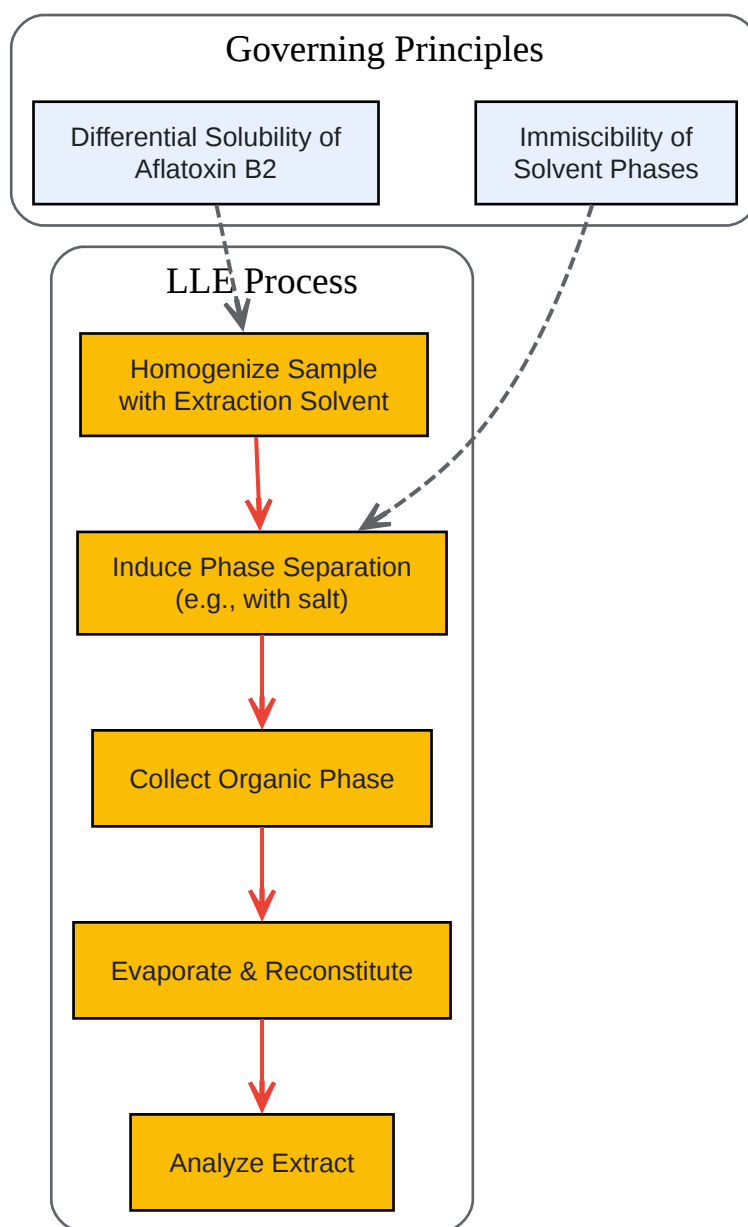 Governing Principles
Differential Solubility of
Aflatoxin B2
Immiscibility of
Solvent Phases
LLE Process
Homogenize Sample
with Extraction Solvent
Induce Phase Separation
(e.g., with salt)
Collect Organic Phase
Evaporate & Reconstitute
Analyze Extract